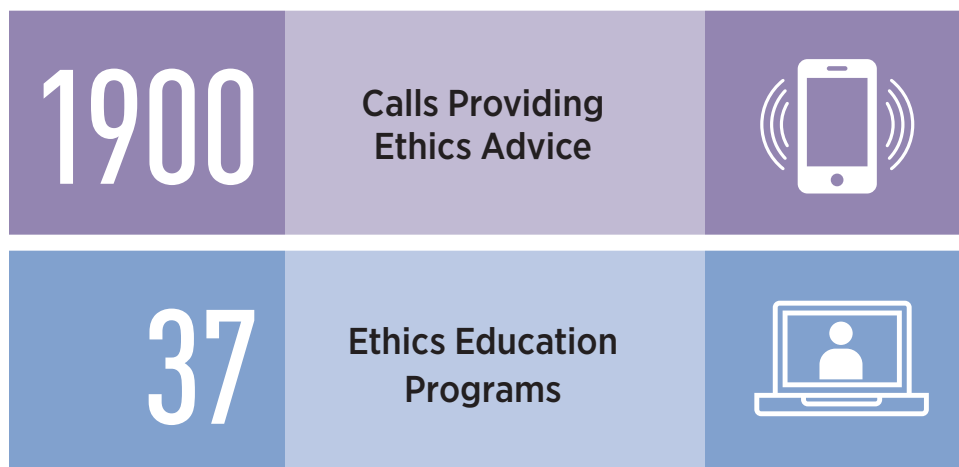 1900
Calls Providing
Ethics Advice
37
Ethics Education
Programs